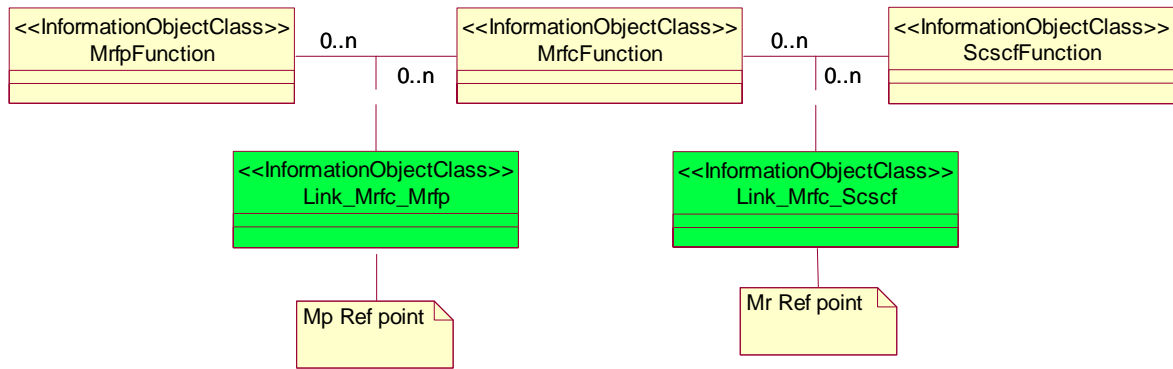 <<InformationObjectClass>>
MrfpFunction
0..n
0..n
<<InformationObjectClass>>
MrfcFunction
0..n
0..n
<<InformationObjectClass>>
ScscfFunction
<<InformationObjectClass>>
Link_Mrfc_Mrfp
<<InformationObjectClass>>
Link_Mrfc_Scscf
Mp Ref point
Mr Ref point